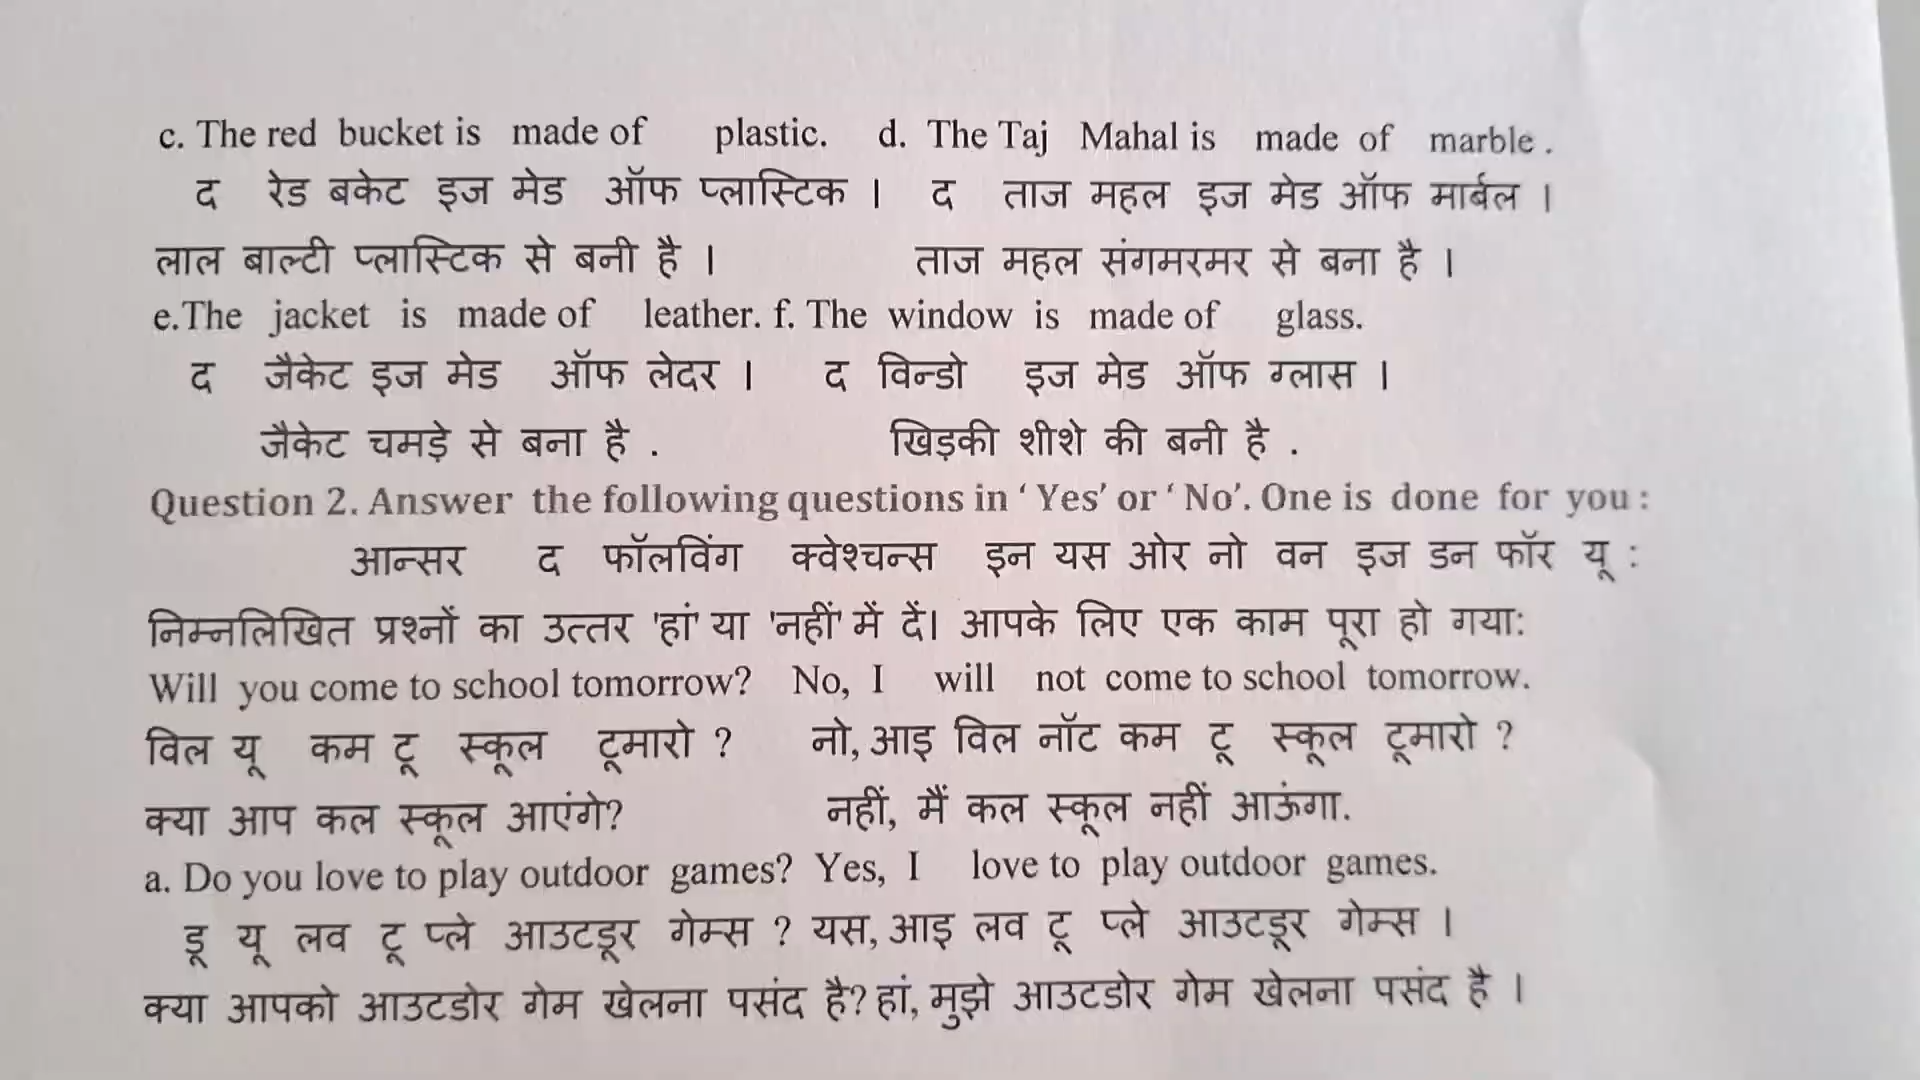 c. The red bucket is made of plastic. d. The Taj Mahal is made of marble .
द रेड बकेट इज मेड ऑफ प्लास्टिक । द ताज महल इज मेड ऑफ मार्बल ।
लाल बाल्टी प्लास्टिक से बनी है । ताज महल संगमरमर से बना है ।
e.The jacket is made of leather. f. The window is made of glass.
द जैकेट इज मेड ऑफ लेदर । द विन्डो इज मेड ऑफ ग्लास ।
जैकेट चमड़े से बना है . खिड़की शीशे की बनी है .
Question 2. Answer the following questions in ‘ Yes’ or ‘ No’. One is done for you :
आन्सर द फॉलविंग क्वेश्चन्स इन यस ओर नो वन इज डन फॉर यू :
निम्नलिखित प्रश्नों का उत्तर 'हां' या 'नहीं' में दें। आपके लिए एक काम पूरा हो गया:
Will you come to school tomorrow? No, I will not come to school tomorrow.
विल यू कम टू स्कूल टूमारो ? नो, आइ विल नॉट कम टू स्कूल टूमारो ?
क्या आप कल स्कूल आएंगे? नहीं, मैं कल स्कूल नहीं आऊंगा.
a. Do you love to play outdoor games? Yes, I love to play outdoor games.
डू यू लव टू प्ले आउटडूर गेम्स ? यस, आइ लव टू प्ले आउटडूर गेम्स ।
क्या आपको आउटडोर गेम खेलना पसंद है? हां, मुझे आउटडोर गेम खेलना पसंद है ।